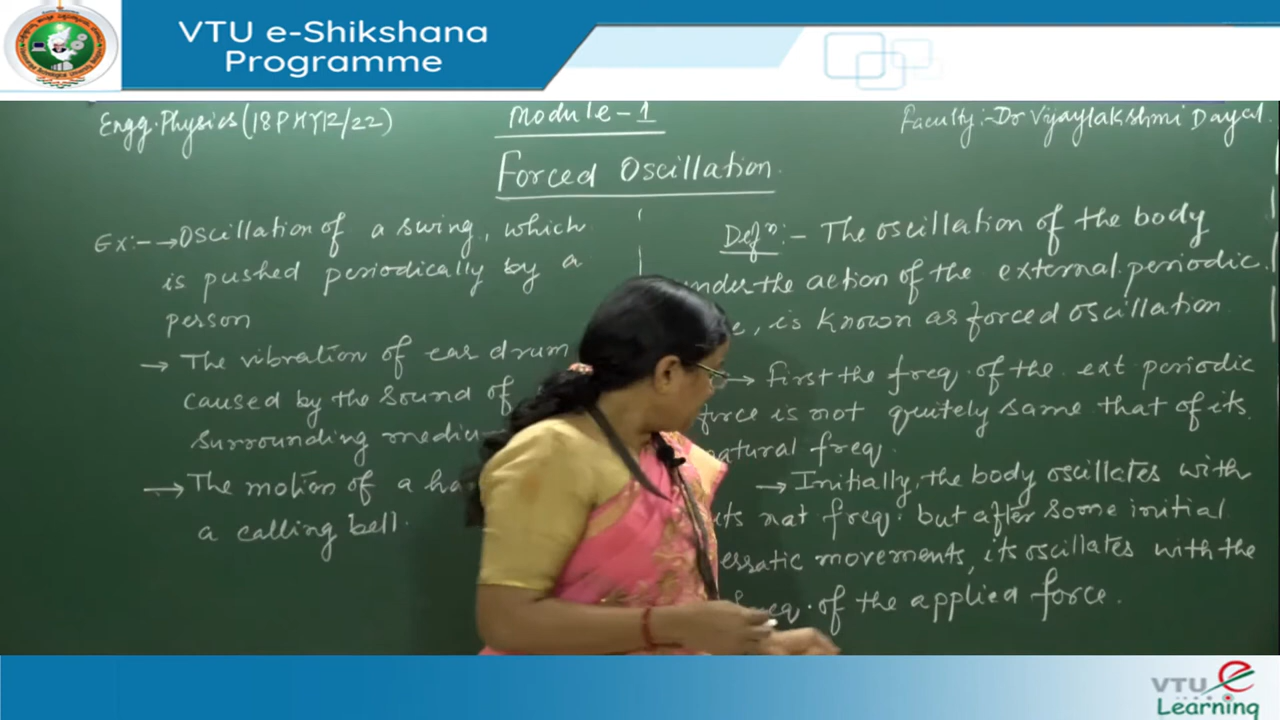 VTU e-Shikshana
Programme
Engg. Physics (18PHY12/22)
Module-1
Faculty:- Dr Vijaylakshmi Dayal.
Forced Oscillation.
Ex:- → Oscillation of a swing, which
is pushed periodically by a
person
→ The vibration of ear drum
caused by the sound of
surrounding mediu
→ The motion of a ha
a calling bell.
Defⁿ:- The oscillation of the body
under the action of the external periodic
e, is known as forced oscillation
→ First the freq. of the ext periodic
force is not quitely same that of its
natural freq.
→ Initially, the body oscillates with
its nat freq. but after some initial
erratic movements, its oscillates with the
freq. of the applied force.
VTU e
Learning